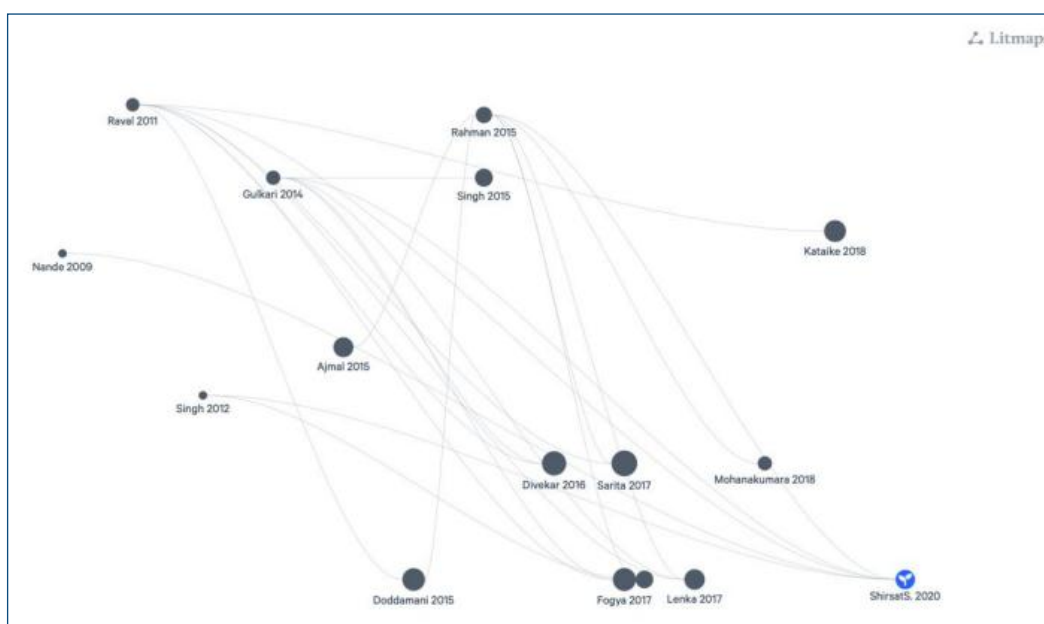 Litmap
Raval 2011
Rahman 2015
Gulkari 2014
Singh 2015
Kataike 2018
Nande 2009
Ajmal 2015
Singh 2012
Divekar 2016
Sarita 2017
Mohanakumara 2018
Doddamani 2015
Fogya 2017
Lenka 2017
ShirsatS. 2020